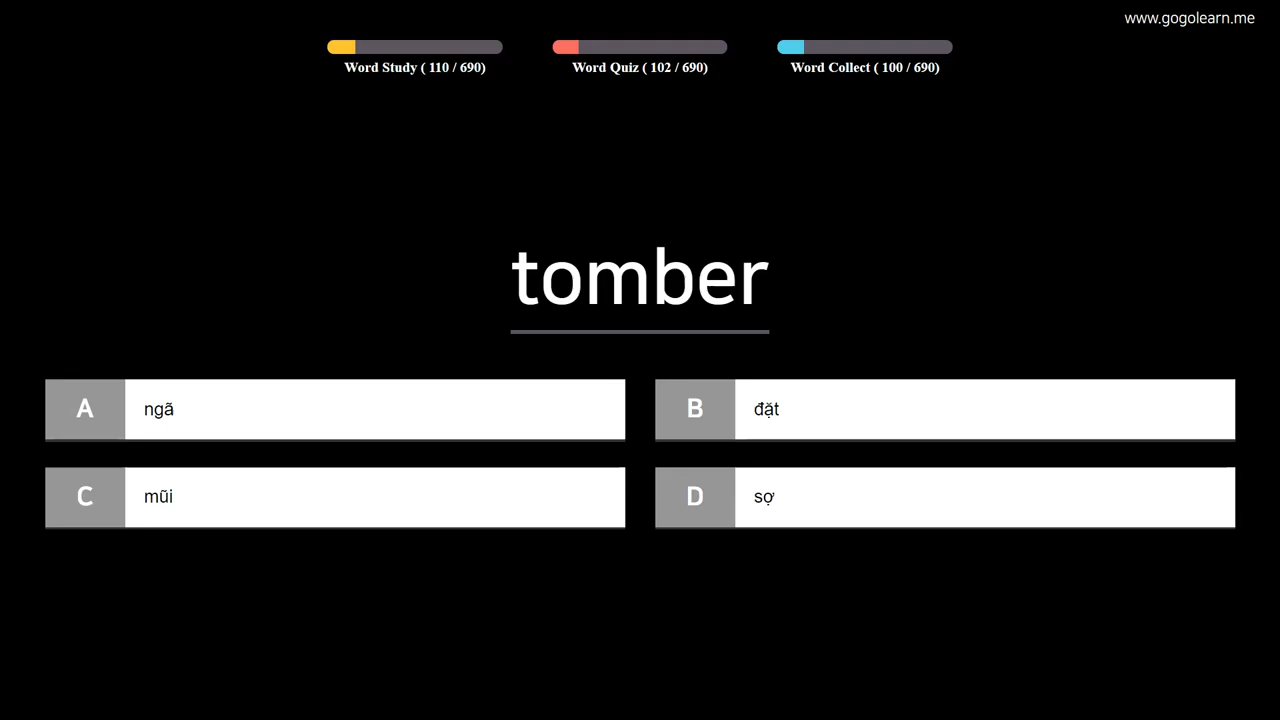 www.gogolearn.me
Word Study ( 110 / 690)
Word Quiz ( 102 / 690)
Word Collect ( 100 / 690)
tomber
A ngã
B đặt
C mũi
D sợ